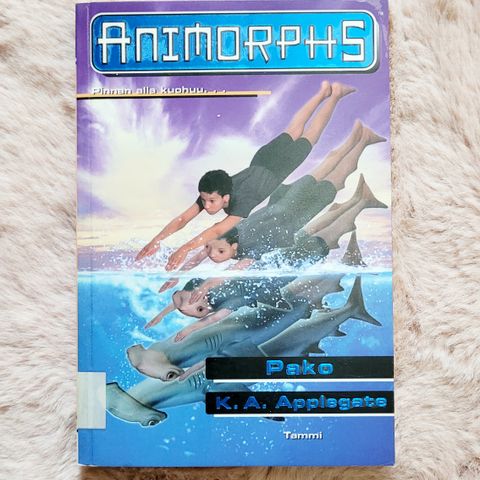 ANIMORPHS
Pinnan alla kuohuu. . .
Pako
K. A. Applegate
Tammi